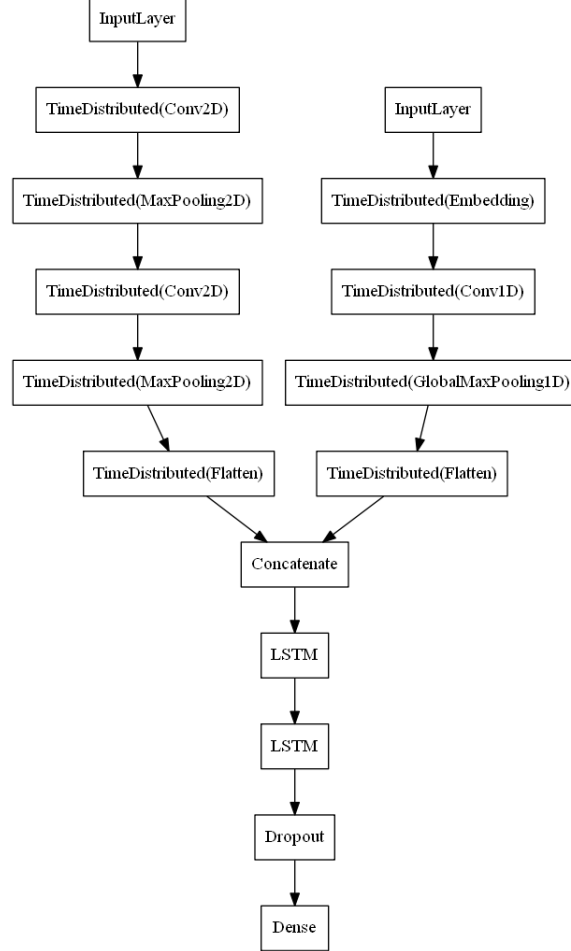 InputLayer
TimeDistributed(Conv2D)
InputLayer
TimeDistributed(MaxPooling2D)
TimeDistributed(Embedding)
TimeDistributed(Conv2D)
TimeDistributed(Conv1D)
TimeDistributed(MaxPooling2D)
TimeDistributed(GlobalMaxPooling1D)
TimeDistributed(Flatten)
TimeDistributed(Flatten)
Concatenate
LSTM
LSTM
Dropout
Dense